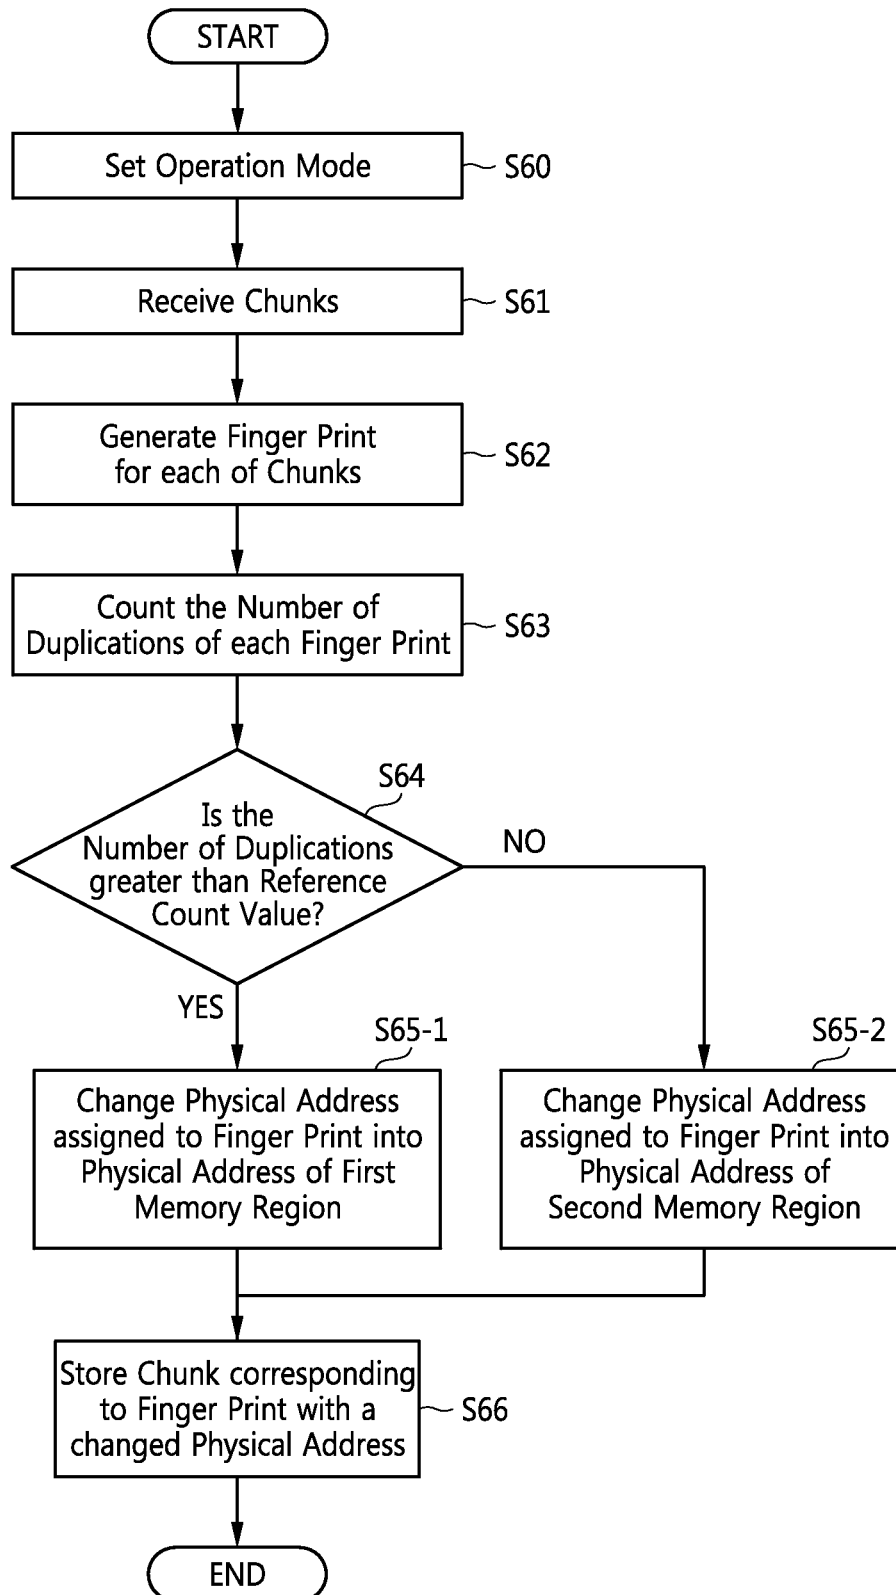 START
Set Operation Mode
S60
Receive Chunks
S61
Generate Finger Print
for each of Chunks
S62
Count the Number of
Duplications of each Finger Print
S63
S64
Is the
Number of Duplications
greater than Reference
Count Value?
NO
YES
S65-1
Change Physical Address
assigned to Finger Print into
Physical Address of First
Memory Region
S65-2
Change Physical Address
assigned to Finger Print into
Physical Address of
Second Memory Region
Store Chunk corresponding
to Finger Print with a
changed Physical Address
S66
END